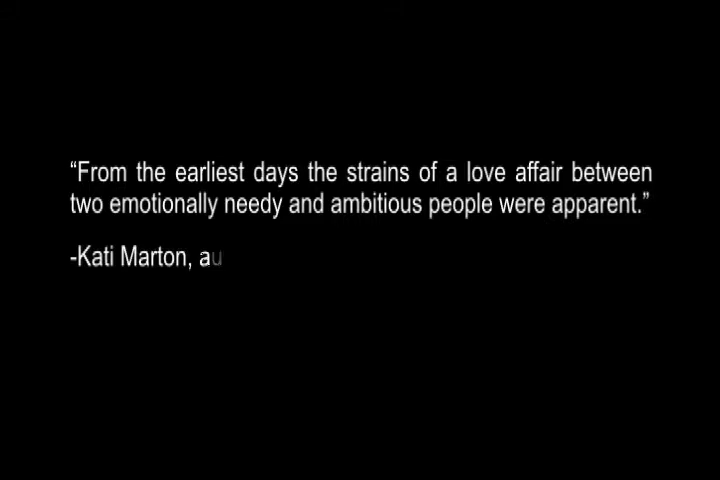 “From the earliest days the strains of a love affair between
two emotionally needy and ambitious people were apparent.”
-Kati Marton, au